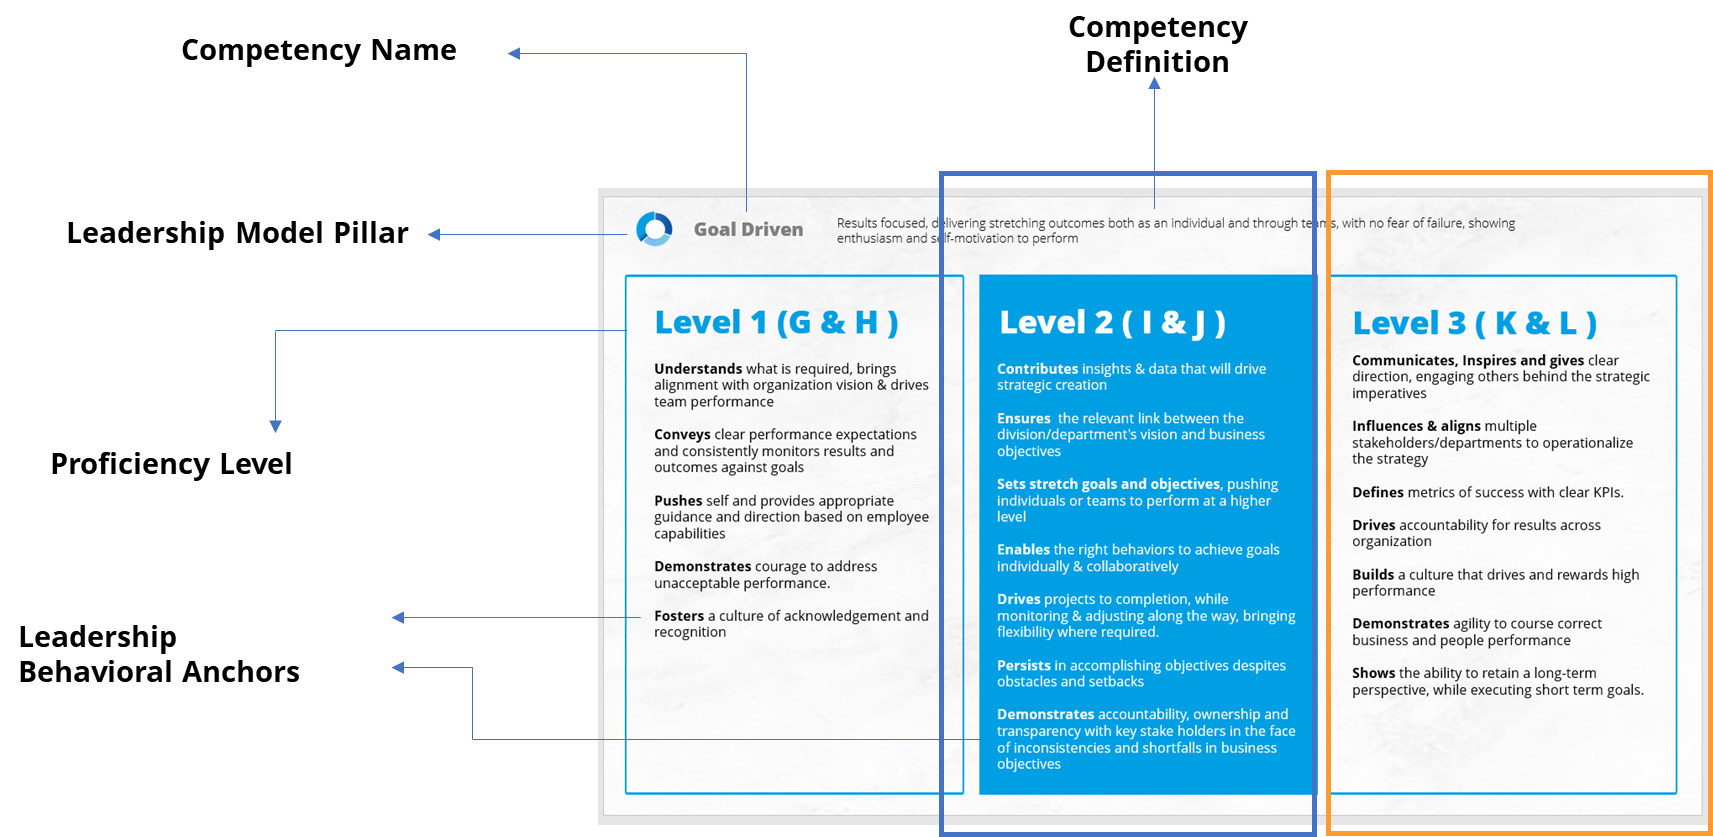 Competency Name
Competency
Definition
Leadership Model Pillar
Goal Driven
Results focused, delivering stretching outcomes both as an individual and through teams, with no fear of failure, showing
enthusiasm and self-motivation to perform
Proficiency Level
Leadership
Behavioral Anchors
Level 1 (G & H )
Understands what is required, brings
alignment with organization vision & drives
team performance
Conveys clear performance expectations
and consistently monitors results and
outcomes against goals
Pushes self and provides appropriate
guidance and direction based on employee
capabilities
Demonstrates courage to address
unacceptable performance.
Fosters a culture of acknowledgement and
recognition
Level 2 ( I & J )
Contributes insights & data that will drive
strategic creation
Ensures  the relevant link between the
division/department's vision and business
objectives
Sets stretch goals and objectives, pushing
individuals or teams to perform at a higher
level
Enables the right behaviors to achieve goals
individually & collaboratively
Drives projects to completion, while
monitoring & adjusting along the way, bringing
flexibility where required.
Persists in accomplishing objectives despites
obstacles and setbacks
Demonstrates accountability, ownership and
transparency with key stake holders in the face
of inconsistencies and shortfalls in business
objectives
Level 3 ( K & L )
Communicates, Inspires and gives clear
direction, engaging others behind the strategic
imperatives
Influences & aligns multiple
stakeholders/departments to operationalize
the strategy
Defines metrics of success with clear KPIs.
Drives accountability for results across
organization
Builds a culture that drives and rewards high
performance
Demonstrates agility to course correct
business and people performance
Shows the ability to retain a long-term
perspective, while executing short term goals.